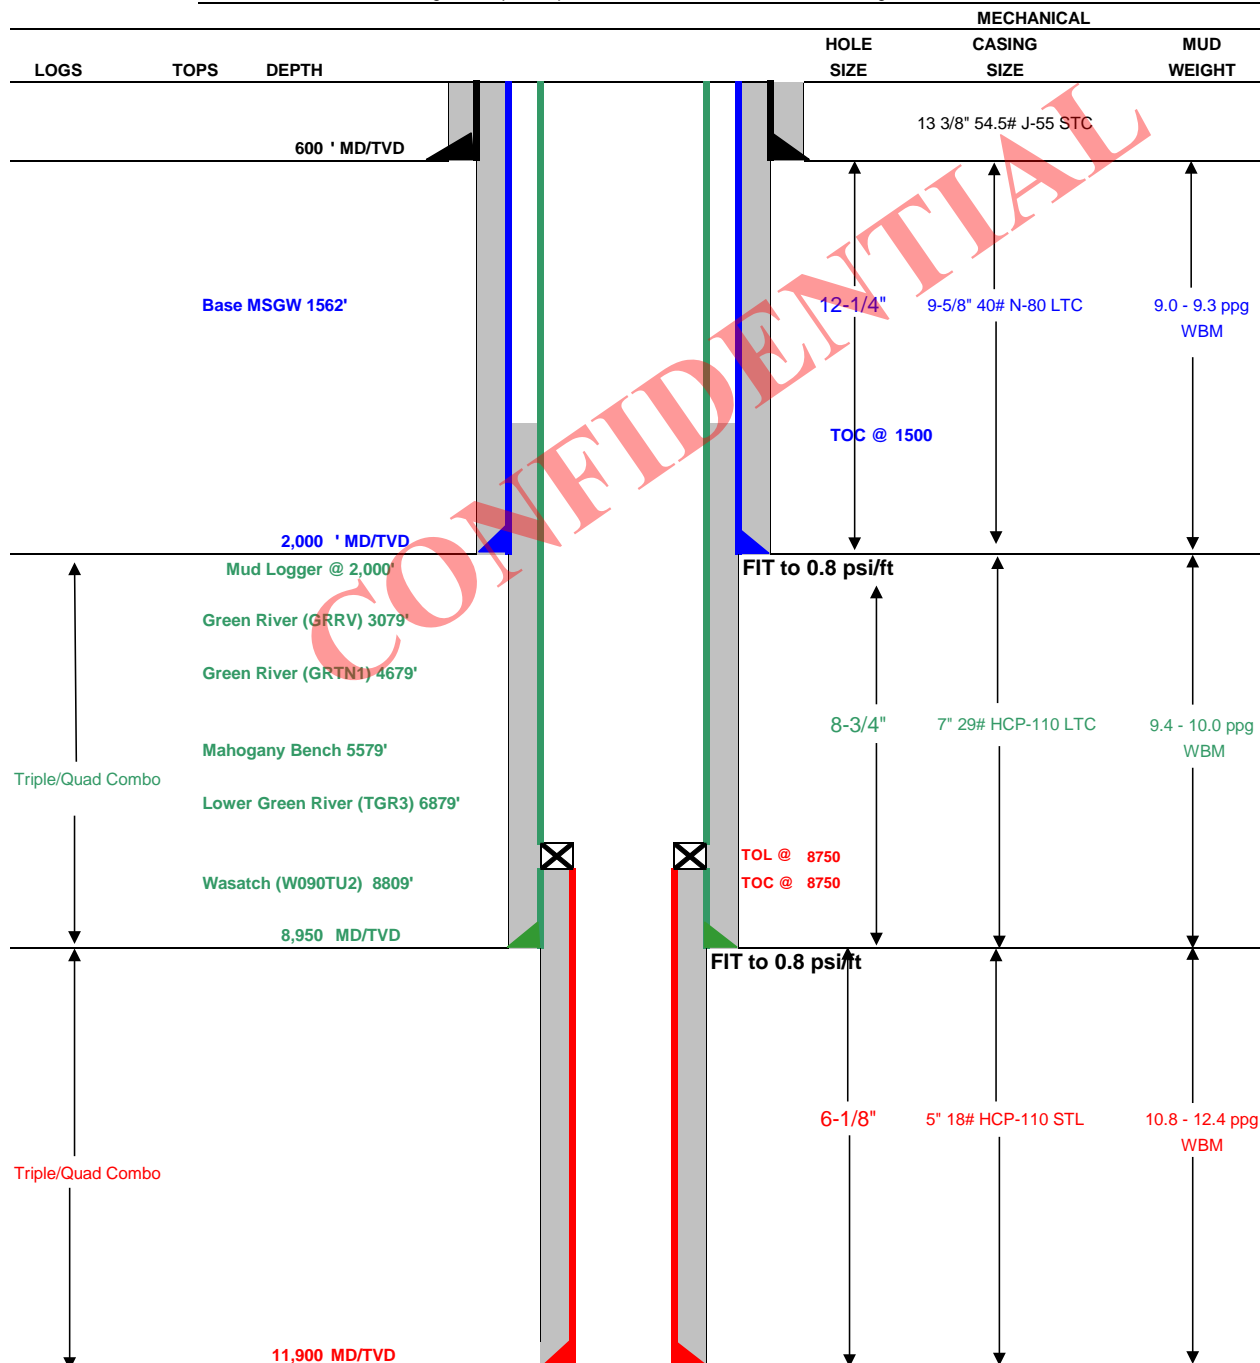 MECHANICAL
HOLE CASING MUD
LOGS TOPS DEPTH SIZE SIZE WEIGHT
13 3/8" 54.5# J-55 STC
600 ' MD/TVD
Base MSGW 1562' 12-1/4" 9-5/8" 40# N-80 LTC 9.0 - 9.3 ppg
WBM
TOC @ 1500
2,000 ' MD/TVD
Mud Logger @ 2,000' FIT to 0.8 psi/ft
Green River (GRRV) 3079'
Green River (GRTN1) 4679'
8-3/4" 7" 29# HCP-110 LTC 9.4 - 10.0 ppg
Mahogany Bench 5579' WBM
Triple/Quad Combo
Lower Green River (TGR3) 6879'
TOL @ 8750
Wasatch (W090TU2) 8809' TOC @ 8750
8,950 MD/TVD
FIT to 0.8 psi/ft
6-1/8" 5" 18# HCP-110 STL 10.8 - 12.4 ppg
WBM
Triple/Quad Combo
11,900 MD/TVD
CONFIDENTIAL